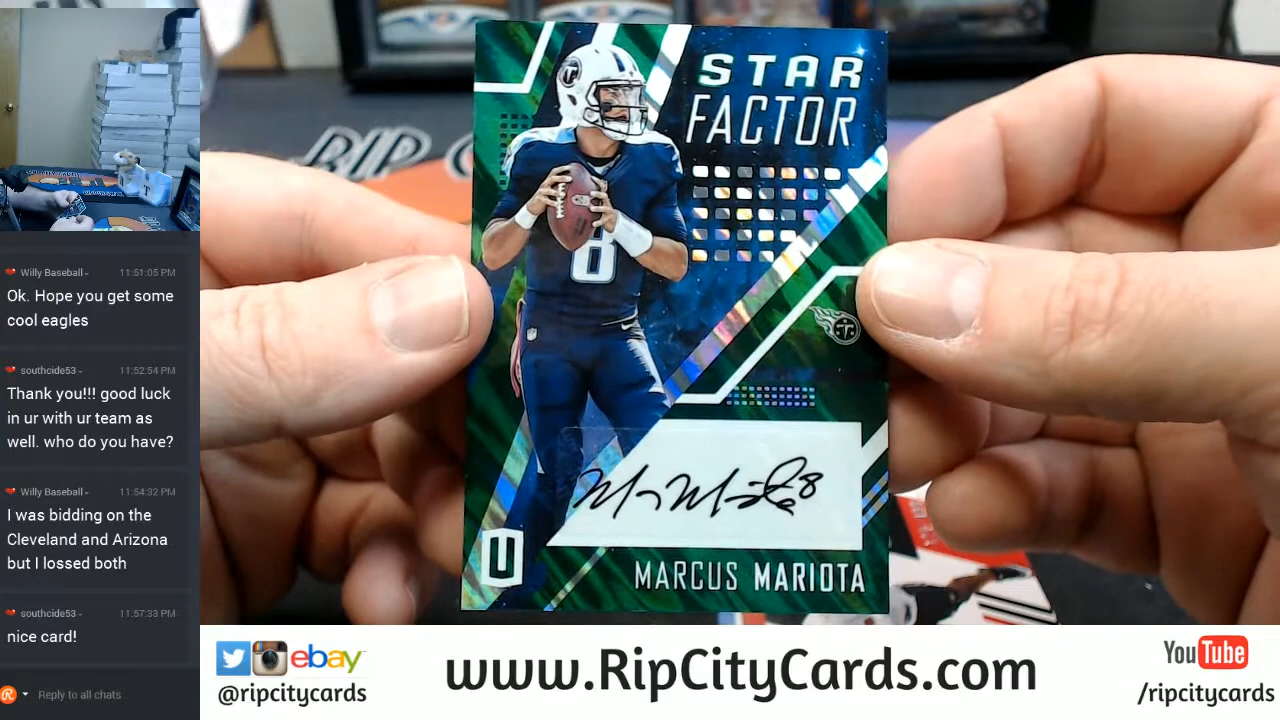 Willy Baseball 11:51:05 PM
Ok. Hope you get some
cool eagles
southcide53 11:52:54 PM
Thank you!!! good luck
in ur with ur team as
well. who do you have?
Willy Baseball 11:54:32 PM
I was bidding on the
Cleveland and Arizona
but I lossed both
southcide53 11:57:33 PM
nice card!
Reply to all chats
RIP C
STAR
FACTOR
8
U
MARCUS MARIOTA
ebay
@ripcitycards
www.RipCityCards.com
YouTube
/ripcitycards